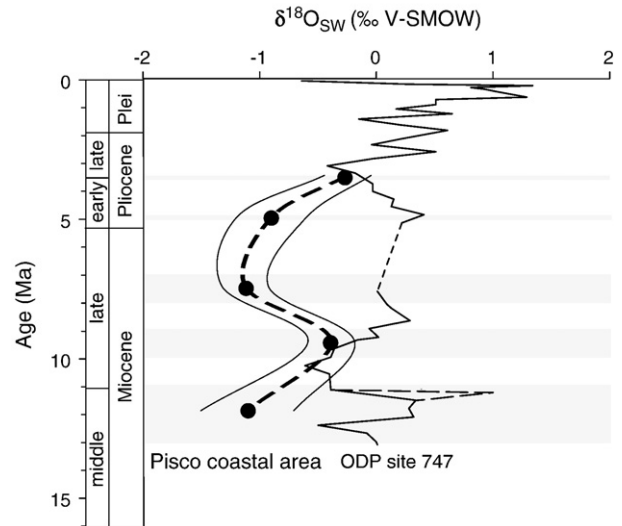 δ18OSW (‰ V-SMOW)
-2 -1 0 1 2
0
Plei
late
Pliocene
early
5
Age (Ma)
late
Miocene
10
middle
Pisco coastal area ODP site 747
15